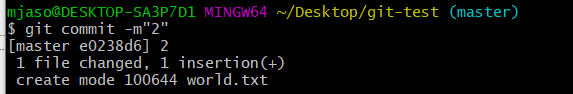 mjaso@DESKTOP-SA3P7D1 MINGW64 ~/Desktop/git-test (master)
$ git commit -m"2"
[master e0238d6] 2
 1 file changed, 1 insertion(+)
 create mode 100644 world.txt